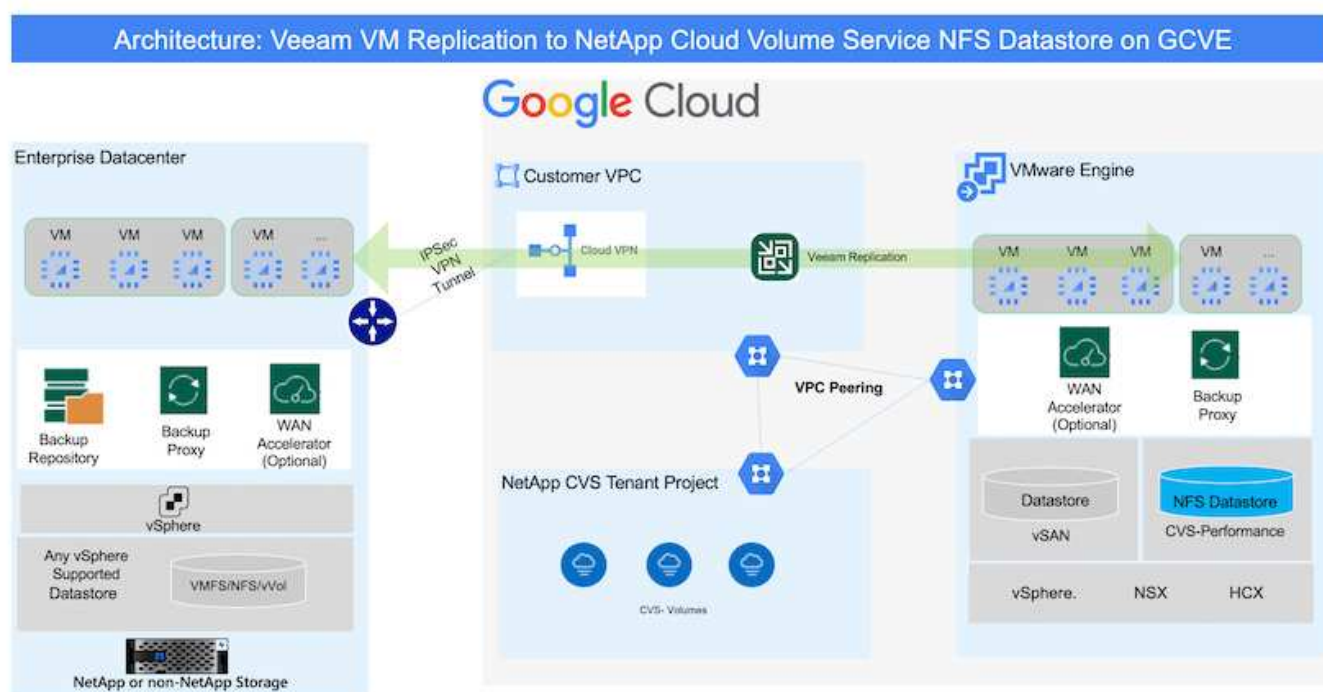 Architecture: Veeam VM Replication to NetApp Cloud Volume Service NFS Datastore on GCVE
Google Cloud
Enterprise Datacenter
VM VM VM VM ...
IPSec
VPN
Tunnel
Backup
Repository
Backup
Proxy
WAN
Accelerator
(Optional)
vSphere
Any vSphere
Supported
Datastore
VMFS/NFS/vVol
NetApp or non-NetApp Storage
Customer VPC
Cloud VPN
Veeam Replication
VPC Peering
NetApp CVS Tenant Project
CVS- Volumes
VMware Engine
VM VM VM VM ...
WAN
Accelerator
(Optional)
Backup
Proxy
Datastore
vSAN
NFS Datastore
CVS-Performance
vSphere. NSX HCX